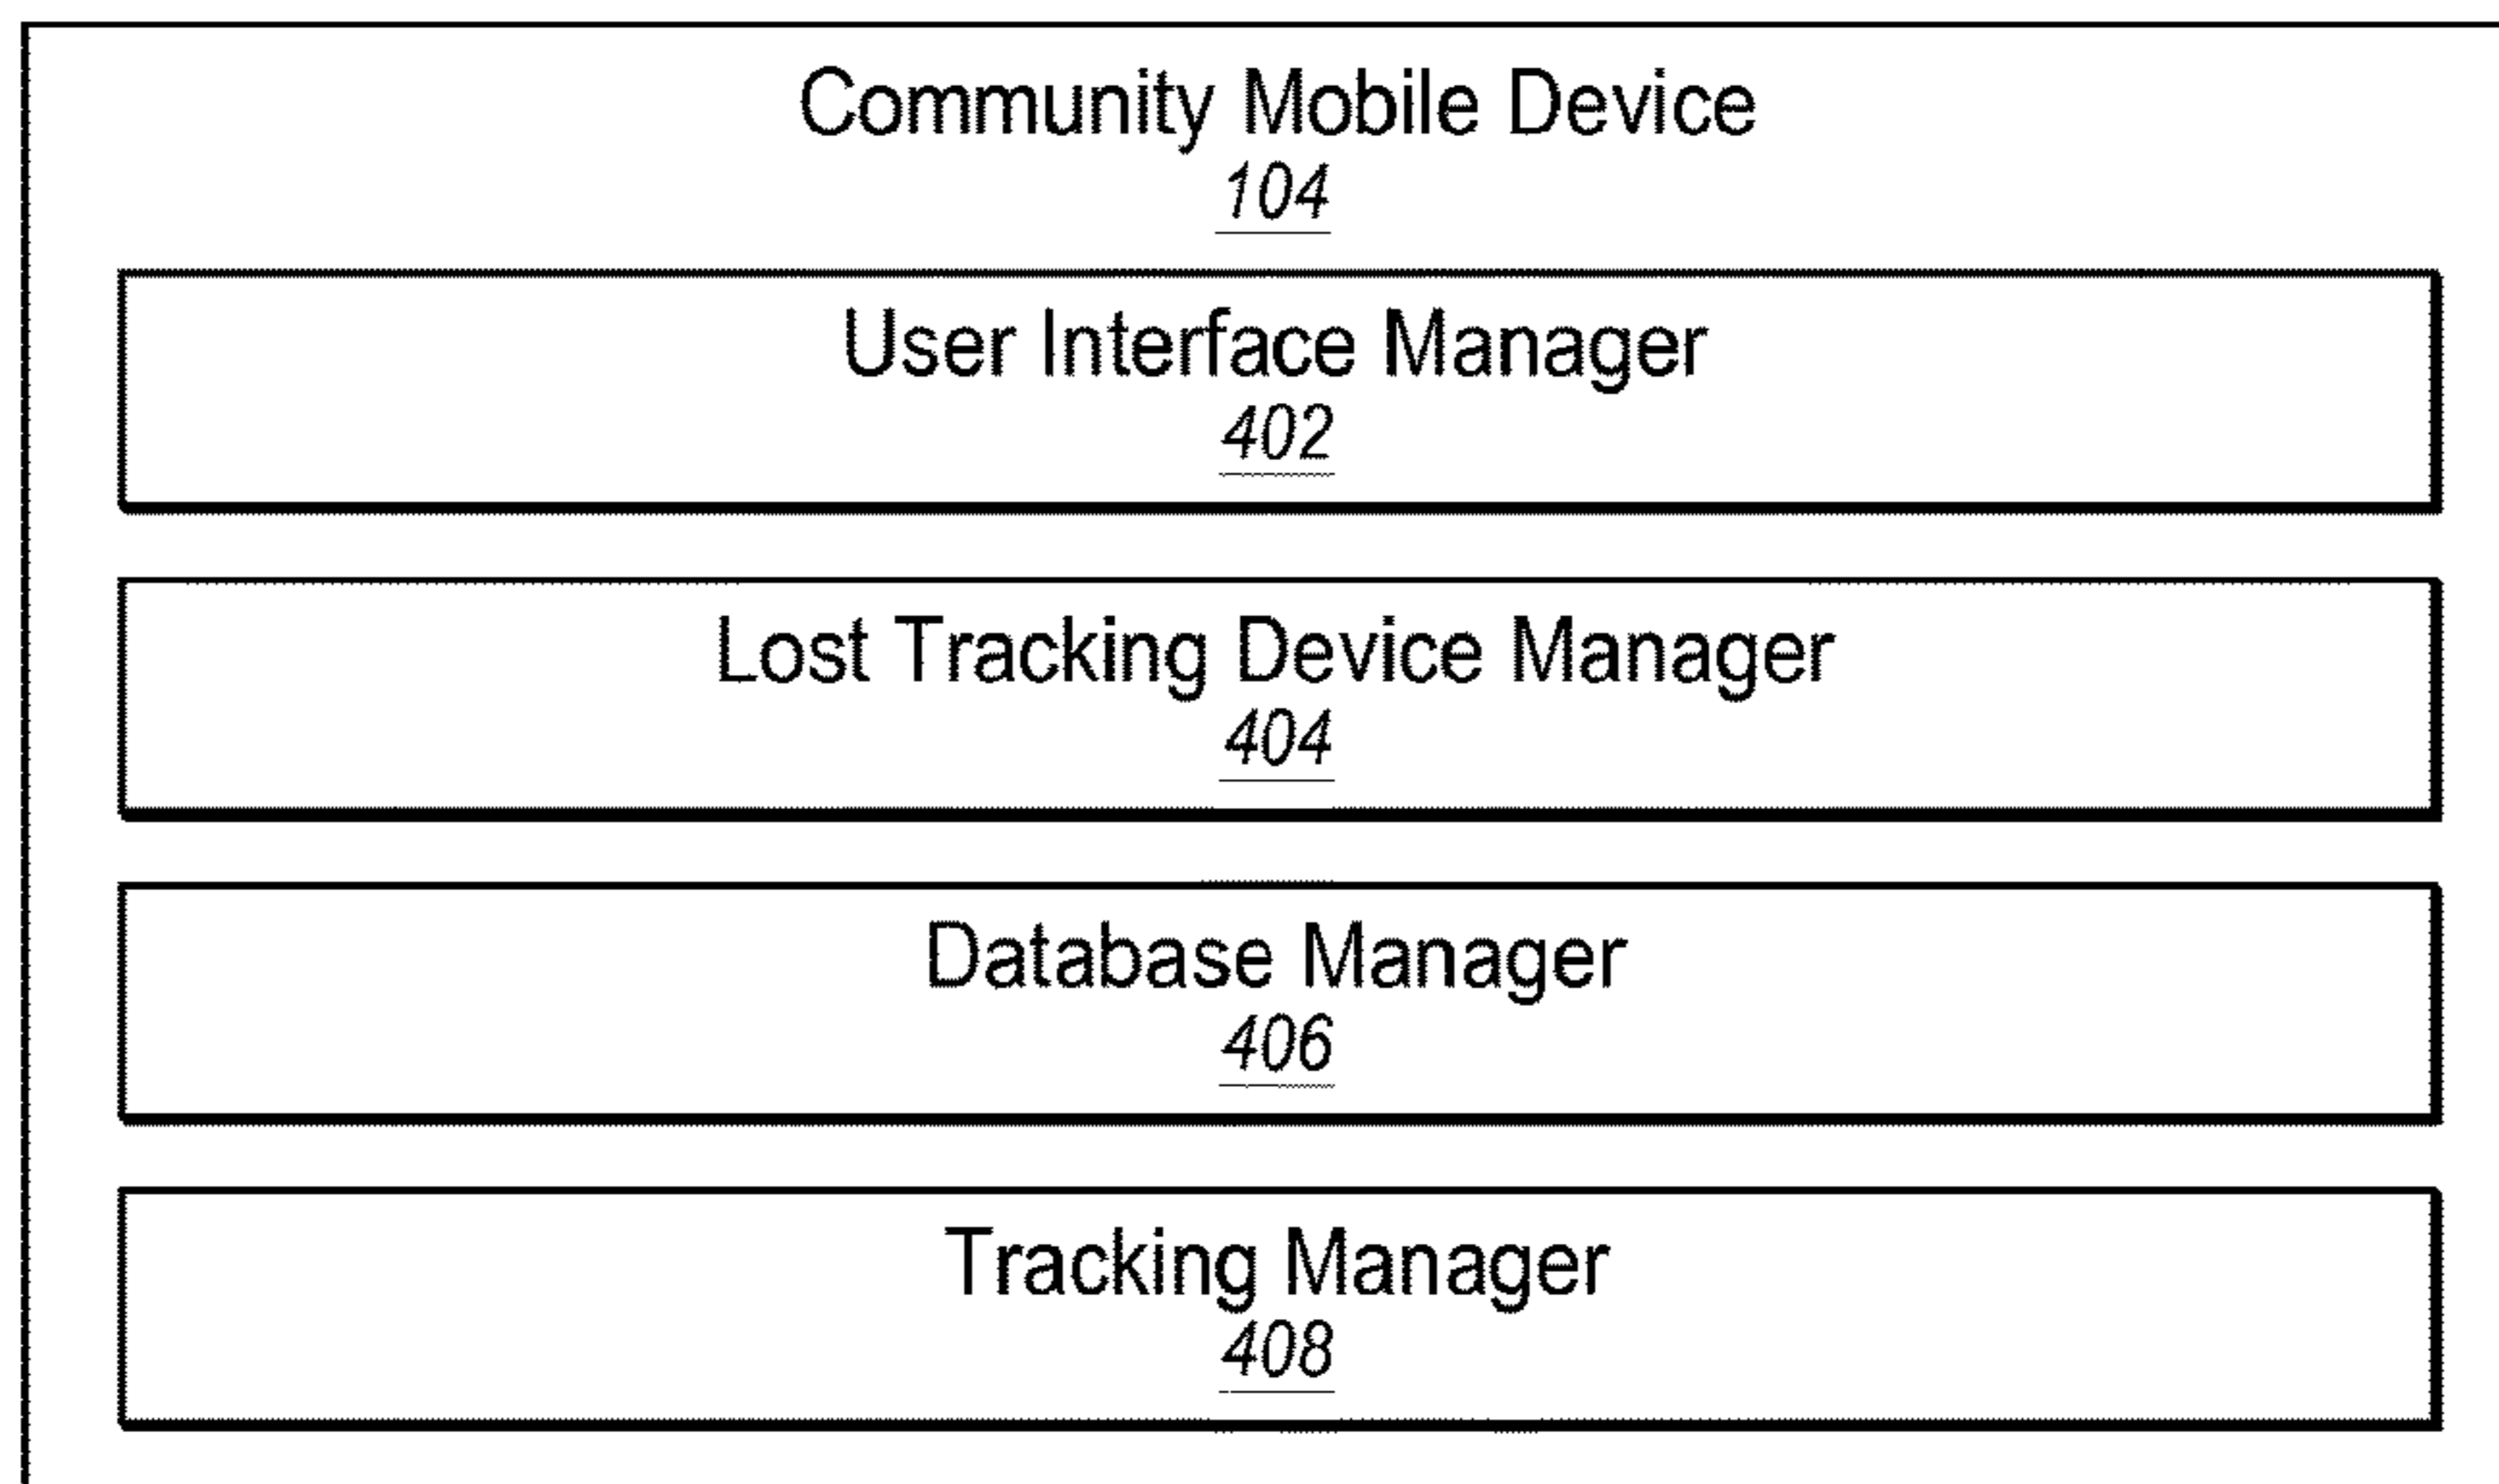 Community Mobile Device
104
User Interface Manager
402
Lost Tracking Device Manager
404
Database Manager
406
Tracking Manager
408